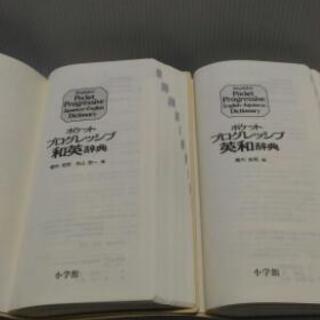 Shogakukan
Pocket
Progressive
Japanese-English
Dictionary
ポケット
プログレッシブ
和英辞典
小学館
Shogakukan
Pocket
Progressive
English-Japanese
Dictionary
ポケット
プログレッシブ
英和辞典
小学館